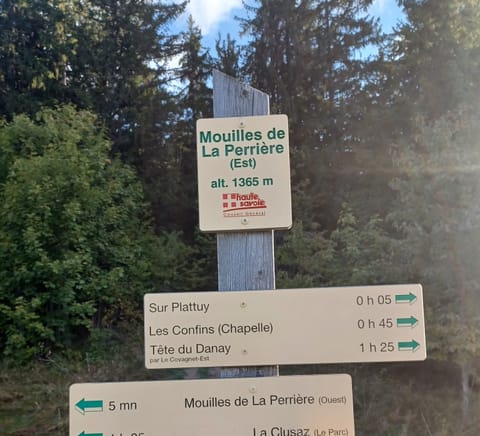 Mouilles de
La Perrière
(Est)
alt. 1365 m
haute
savoie
Conseil Général
Sur Plattuy 0 h 05
Les Confins (Chapelle) 0 h 45
Tête du Danay 1 h 25
par Le Covagnet-Est
5 mn Mouilles de La Perrière (Ouest)
La Clusaz (Le Parc)